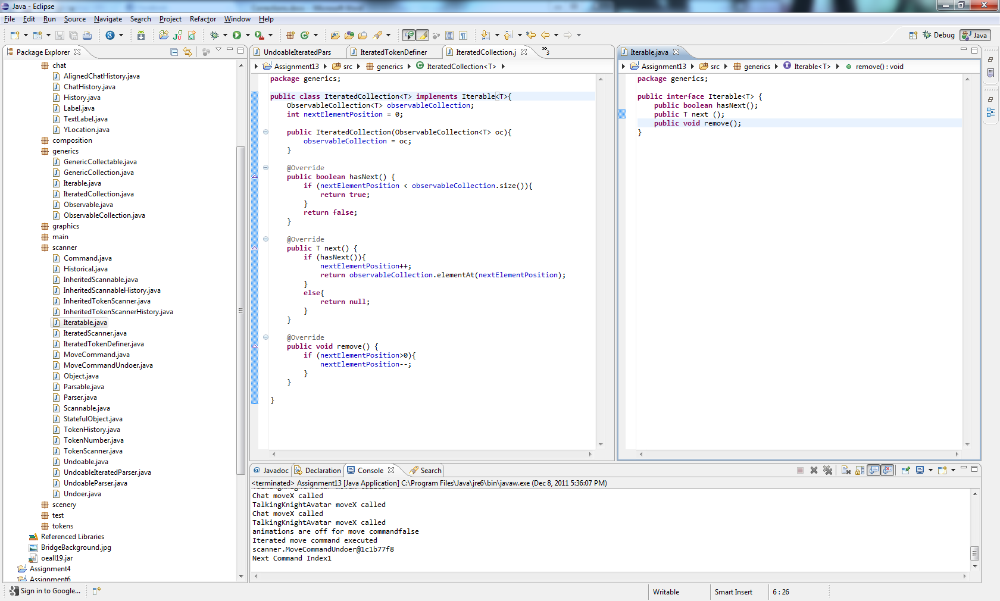 Java - Eclipse
File Edit Run Source Navigate Search Project Refactor Window Help
Debug Java
Package Explorer
chat
AlignedChatHistory.java
ChatHistory.java
History.java
Label.java
TextLabel.java
YLocation.java
composition
generics
GenericCollectable.java
GenericCollection.java
Iterable.java
IteratedCollection.java
Observable.java
ObservableCollection.java
graphics
main
scanner
Command.java
Historical.java
InheritedScannable.java
InheritedScannableHistory.java
InheritedTokenScanner.java
InheritedTokenScannerHistory.java
Iteratable.java
IteratedScanner.java
IteratedTokenDefiner.java
MoveCommand.java
MoveCommandUndoer.java
Object.java
Parsable.java
Parser.java
Scannable.java
StatefulObject.java
TokenHistory.java
TokenNumber.java
TokenScanner.java
Undoable.java
UndoableIteratedParser.java
UndoableParser.java
Undoer.java
scenery
test
tokens
Referenced Libraries
BridgeBackground.jpg
oeall19.jar
Assignment4
Assignment6
UndoableIteratedPars IteratedTokenDefiner IteratedCollection.j »3
Assignment13 src generics IteratedCollection<T>
package generics;
public class IteratedCollection<T> implements Iterable<T>{
ObservableCollection<T> observableCollection;
int nextElementPosition = 0;
public IteratedCollection(ObservableCollection<T> oc){
observableCollection = oc;
}
@Override
public boolean hasNext() {
if (nextElementPosition < observableCollection.size()){
return true;
}
return false;
}
@Override
public T next() {
if (hasNext()){
nextElementPosition++;
return observableCollection.elementAt(nextElementPosition);
}
else{
return null;
}
}
@Override
public void remove() {
if (nextElementPosition>0){
nextElementPosition--;
}
}
}
Iterable.java
Assignment13 src generics Iterable<T> remove() : void
package generics;
public interface Iterable<T> {
public boolean hasNext();
public T next ();
public void remove();
}
@ Javadoc Declaration Console Search
<terminated> Assignment13 [Java Application] C:\Program Files\Java\jre6\bin\javaw.exe (Dec 8, 2011 5:36:07 PM)
TalkingKnightAvatar moveX called
Chat moveX called
TalkingKnightAvatar moveX called
Chat moveX called
TalkingKnightAvatar moveX called
animations are off for move commandfalse
Iterated move command executed
scanner.MoveCommandUndoer@1c1b77f8
Next Command Index1
Sign in to Google...
Writable Smart Insert 6 : 26